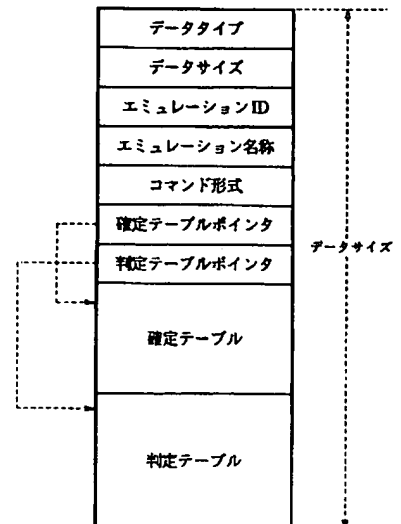 データタイプ
データサイズ
エミュレーションID
エミュレーション名称
コマンド形式
確定テーブルポインタ
判定テーブルポインタ
データサイズ
確定テーブル
判定テーブル